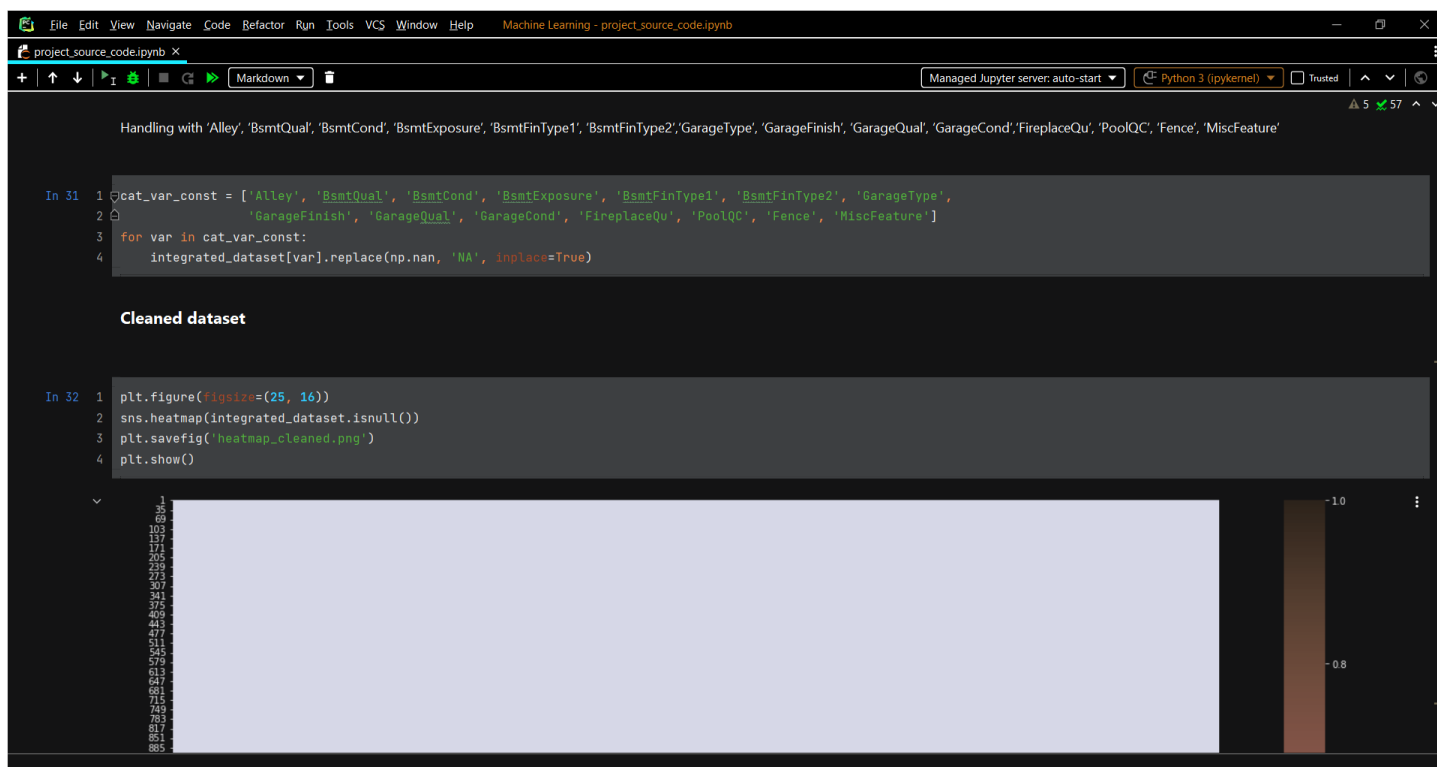 File Edit View Navigate Code Refactor Run Tools VCS Window Help Machine Learning - project_source_code.ipynb
project_source_code.ipynb
Markdown Managed Jupyter server: auto-start Python 3 (ipykernel) Trusted
5 57
Handling with 'Alley', 'BsmtQual', 'BsmtCond', 'BsmtExposure', 'BsmtFinType1', 'BsmtFinType2','GarageType', 'GarageFinish', 'GarageQual', 'GarageCond','FireplaceQu', 'PoolQC', 'Fence', 'MiscFeature'
In 31 1 cat_var_const = ['Alley', 'BsmtQual', 'BsmtCond', 'BsmtExposure', 'BsmtFinType1', 'BsmtFinType2', 'GarageType',
2 'GarageFinish', 'GarageQual', 'GarageCond', 'FireplaceQu', 'PoolQC', 'Fence', 'MiscFeature']
3 for var in cat_var_const:
4 integrated_dataset[var].replace(np.nan, 'NA', inplace=True)
Cleaned dataset
In 32 1 plt.figure(figsize=(25, 16))
2 sns.heatmap(integrated_dataset.isnull())
3 plt.savefig('heatmap_cleaned.png')
4 plt.show()
1 1.0
35
69
103
137
171
205
239
273
307
341
375
409
443
477
511
545
579
613 0.8
647
681
715
749
783
817
851
885